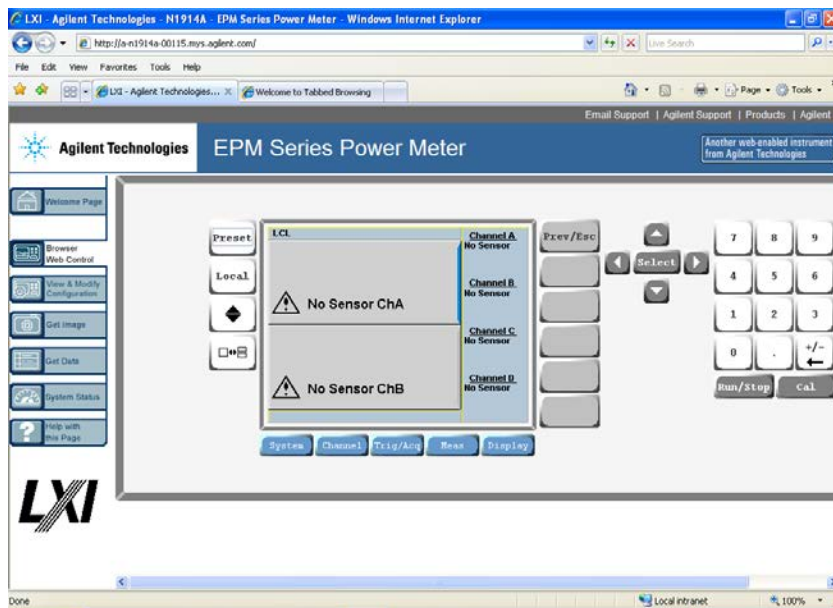 LXI - Agilent Technologies - N1914A - EPM Series Power Meter - Windows Internet Explorer
http://a-n1914a-00115.mys.agilent.com/
Live Search
File Edit View Favorites Tools Help
LXI - Agilent Technologies... X
Welcome to Tabbed Browsing
Page
Tools
Email Support | Agilent Support | Products | Agilent
Agilent Technologies
EPM Series Power Meter
Another web-enabled instrument
from Agilent Technologies
Welcome Page
Browser
Web Control
View & Modify
Configuration
Get Image
Get Data
System Status
Help with
this Page
LXI
Preset
Local
LCL
No Sensor ChA
No Sensor ChB
Channel A
No Sensor
Channel B
No Sensor
Channel C
No Sensor
Channel D
No Sensor
Prev/Esc
Select
7 8 9
4 5 6
1 2 3
0 . +/-
Run/Stop Cal
System Channel Trig/Acq Meas Display
Done
Local intranet
100%